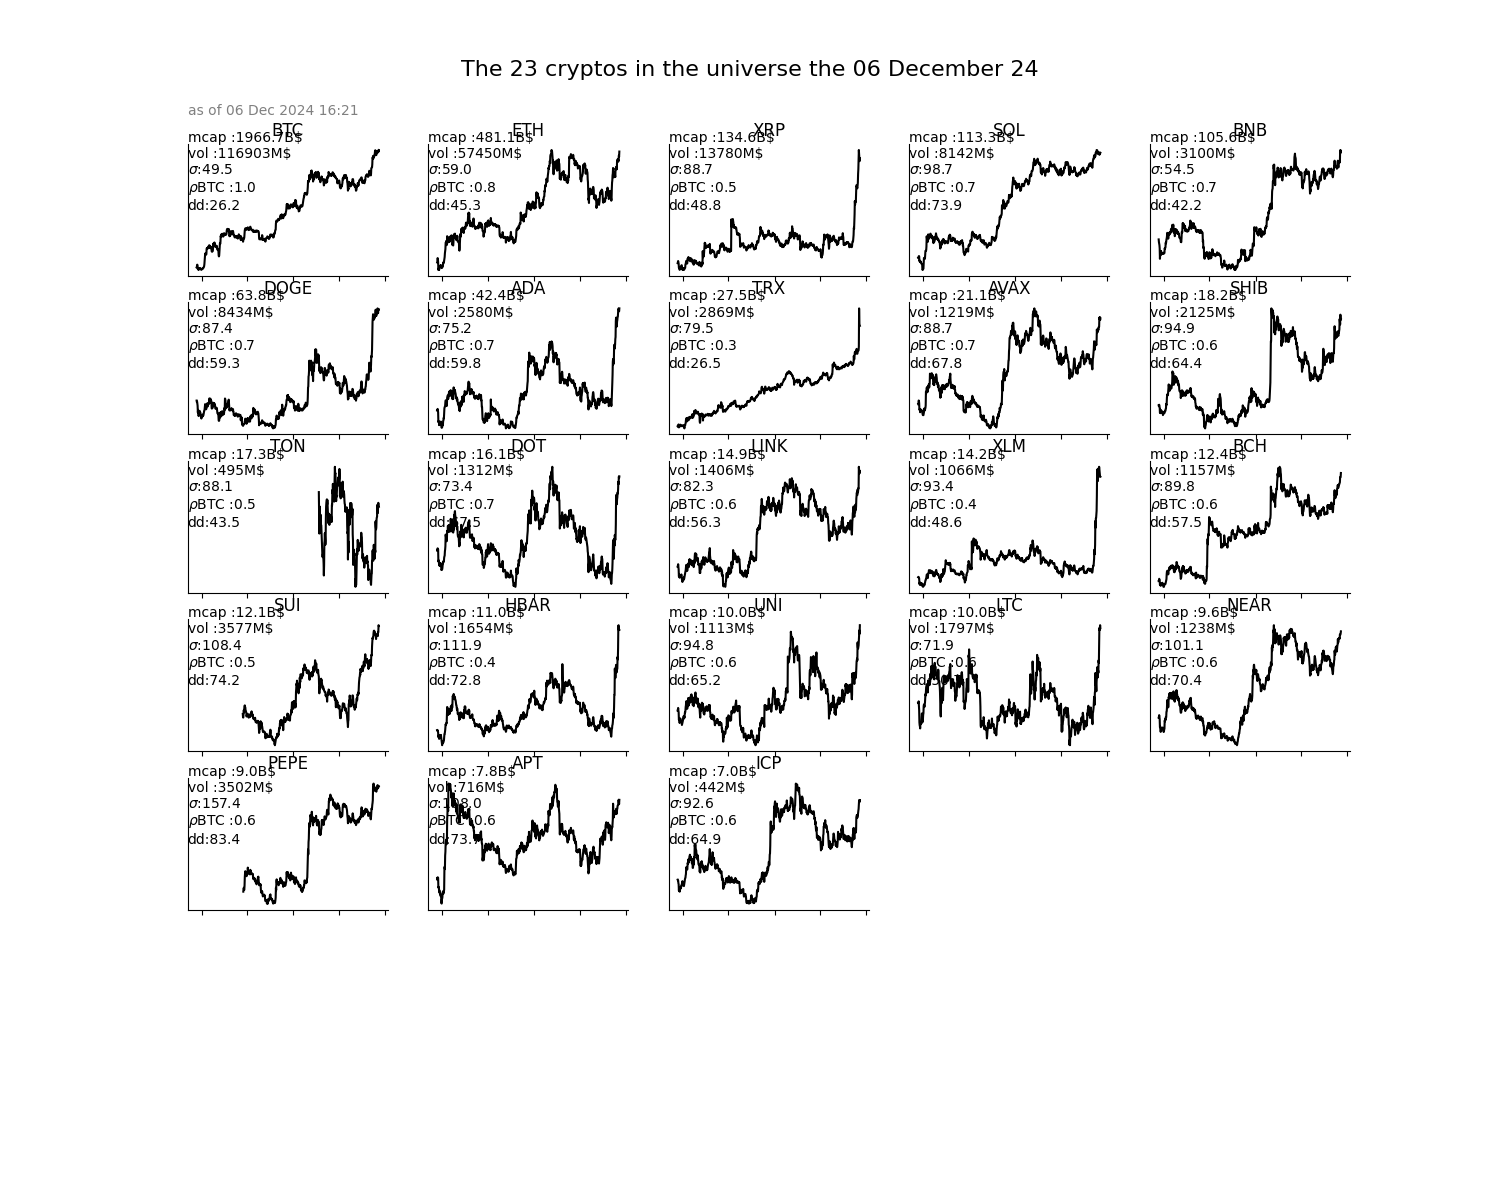 The 23 cryptos in the universe the 06 December 24
as of 06 Dec 2024 16:21
BTC
mcap :1966.7B$
vol :116903M$
σ:49.5
ρBTC :1.0
dd:26.2
ETH
mcap :481.1B$
vol :57450M$
σ:59.0
ρBTC :0.8
dd:45.3
XRP
mcap :134.6B$
vol :13780M$
σ:88.7
ρBTC :0.5
dd:48.8
SOL
mcap :113.3B$
vol :8142M$
σ:98.7
ρBTC :0.7
dd:73.9
BNB
mcap :105.6B$
vol :3100M$
σ:54.5
ρBTC :0.7
dd:42.2
DOGE
mcap :63.8B$
vol :8434M$
σ:87.4
ρBTC :0.7
dd:59.3
ADA
mcap :42.4B$
vol :2580M$
σ:75.2
ρBTC :0.7
dd:59.8
TRX
mcap :27.5B$
vol :2869M$
σ:79.5
ρBTC :0.3
dd:26.5
AVAX
mcap :21.1B$
vol :1219M$
σ:88.7
ρBTC :0.7
dd:67.8
SHIB
mcap :18.2B$
vol :2125M$
σ:94.9
ρBTC :0.6
dd:64.4
TON
mcap :17.3B$
vol :495M$
σ:88.1
ρBTC :0.5
dd:43.5
DOT
mcap :16.1B$
vol :1312M$
σ:73.4
ρBTC :0.7
LINK
mcap :14.9B$
vol :1406M$
σ:82.3
ρBTC :0.6
dd:56.3
XLM
mcap :14.2B$
vol :1066M$
σ:93.4
ρBTC :0.4
dd:48.6
BCH
mcap :12.4B$
vol :1157M$
σ:89.8
ρBTC :0.6
dd:57.5
SUI
mcap :12.1B$
vol :3577M$
σ:108.4
ρBTC :0.5
dd:74.2
HBAR
mcap :11.0B$
vol :1654M$
σ:111.9
ρBTC :0.4
dd:72.8
UNI
mcap :10.0B$
vol :1113M$
σ:94.8
ρBTC :0.6
dd:65.2
LTC
mcap :10.0B$
vol :1797M$
σ:71.9
ρBTC :0.6
NEAR
mcap :9.6B$
vol :1238M$
σ:101.1
ρBTC :0.6
dd:70.4
PEPE
mcap :9.0B$
vol :3502M$
σ:157.4
ρBTC :0.6
dd:83.4
APT
mcap :7.8B$
vol :716M$
σ:108.0
ρBTC :0.6
ICP
mcap :7.0B$
vol :442M$
σ:92.6
ρBTC :0.6
dd:64.9